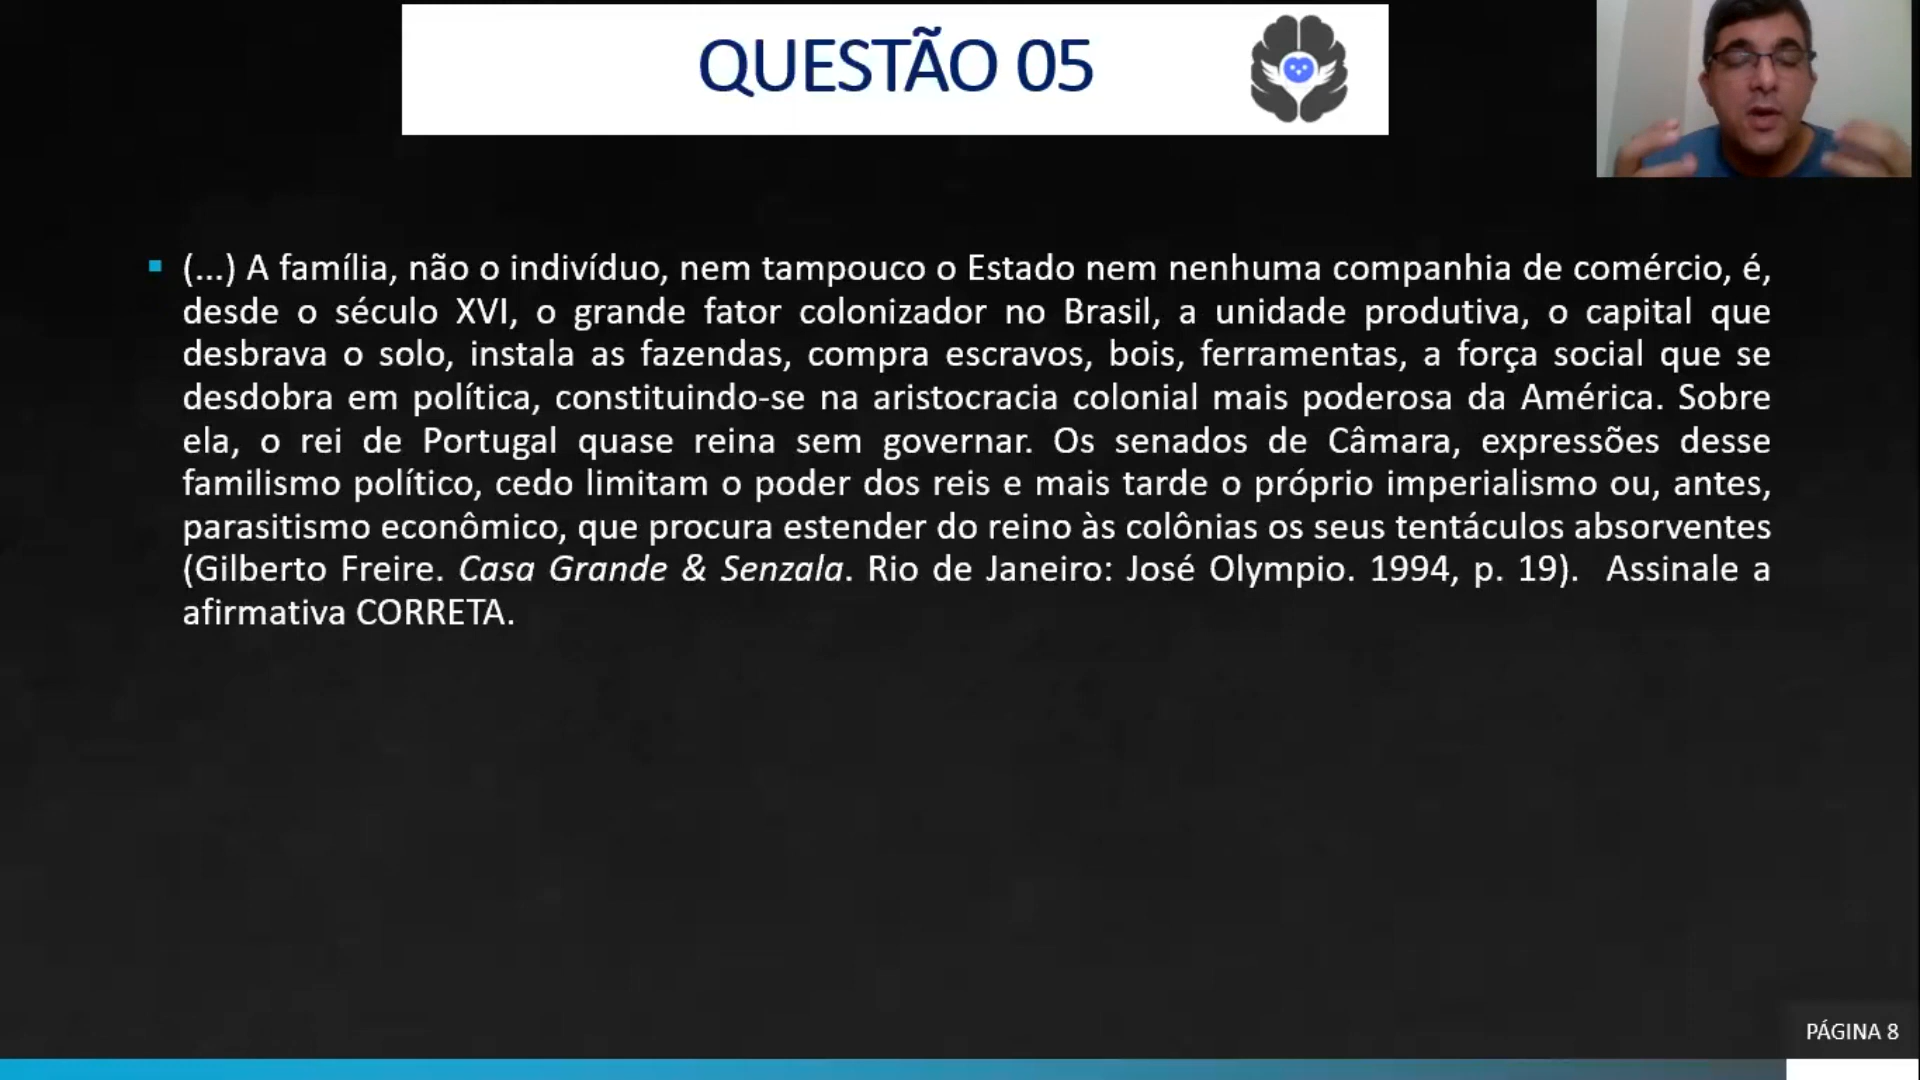 QUESTÃO 05
(...) A família, não o indivíduo, nem tampouco o Estado nem nenhuma companhia de comércio, é,
desde o século XVI, o grande fator colonizador no Brasil, a unidade produtiva, o capital que
desbrava o solo, instala as fazendas, compra escravos, bois, ferramentas, a força social que se
desdobra em política, constituindo-se na aristocracia colonial mais poderosa da América. Sobre
ela, o rei de Portugal quase reina sem governar. Os senados de Câmara, expressões desse
familismo político, cedo limitam o poder dos reis e mais tarde o próprio imperialismo ou, antes,
parasitismo econômico, que procura estender do reino às colônias os seus tentáculos absorventes
(Gilberto Freire. Casa Grande & Senzala. Rio de Janeiro: José Olympio. 1994, p. 19). Assinale a
afirmativa CORRETA.
PÁGINA 8